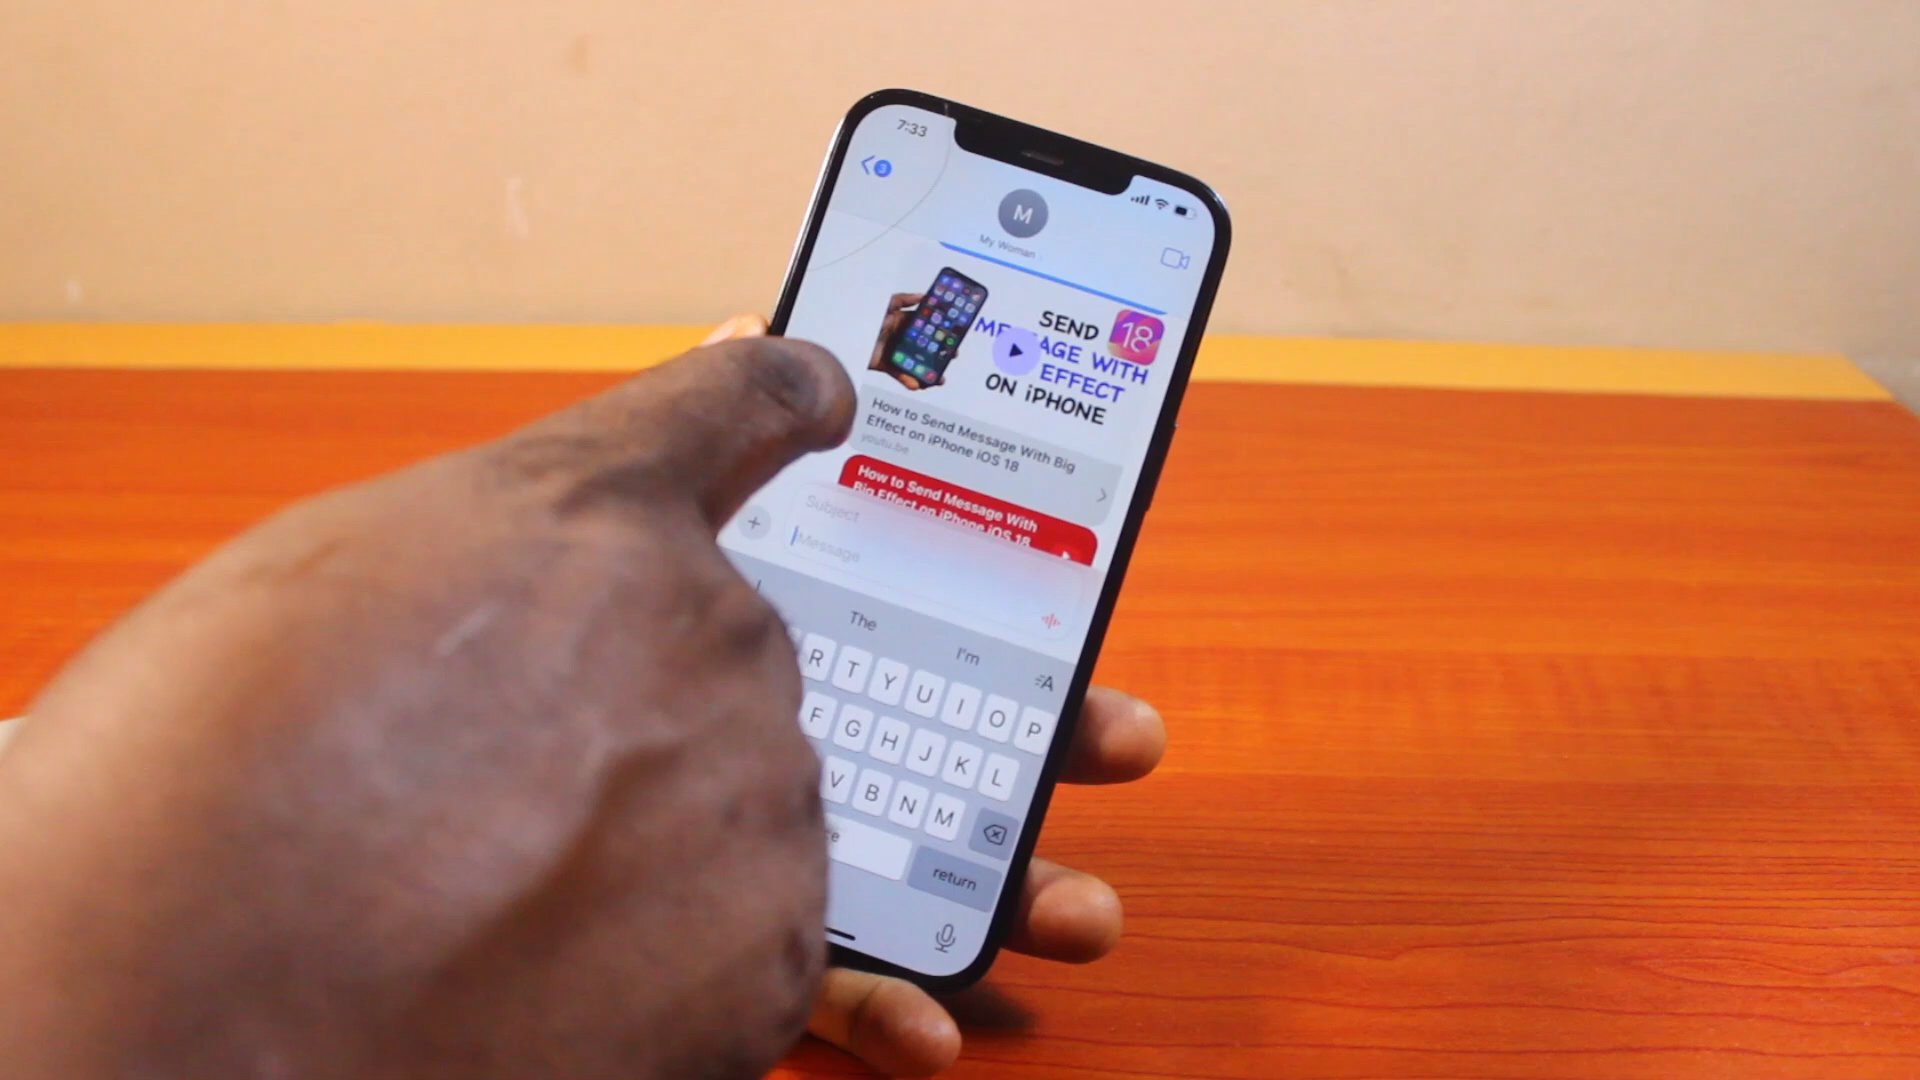 7:33
3
M
My Woman
SEND 18
MESSAGE WITH
EFFECT
ON iPHONE
How to Send Message With Big
Effect on iPhone iOS 18
youtu.be
How to Send Message With
Big Effect on iPhone iOS 18
Subject
Message
I
The
I'm
A
R T Y U I O P
F G H J K L
V B N M
return